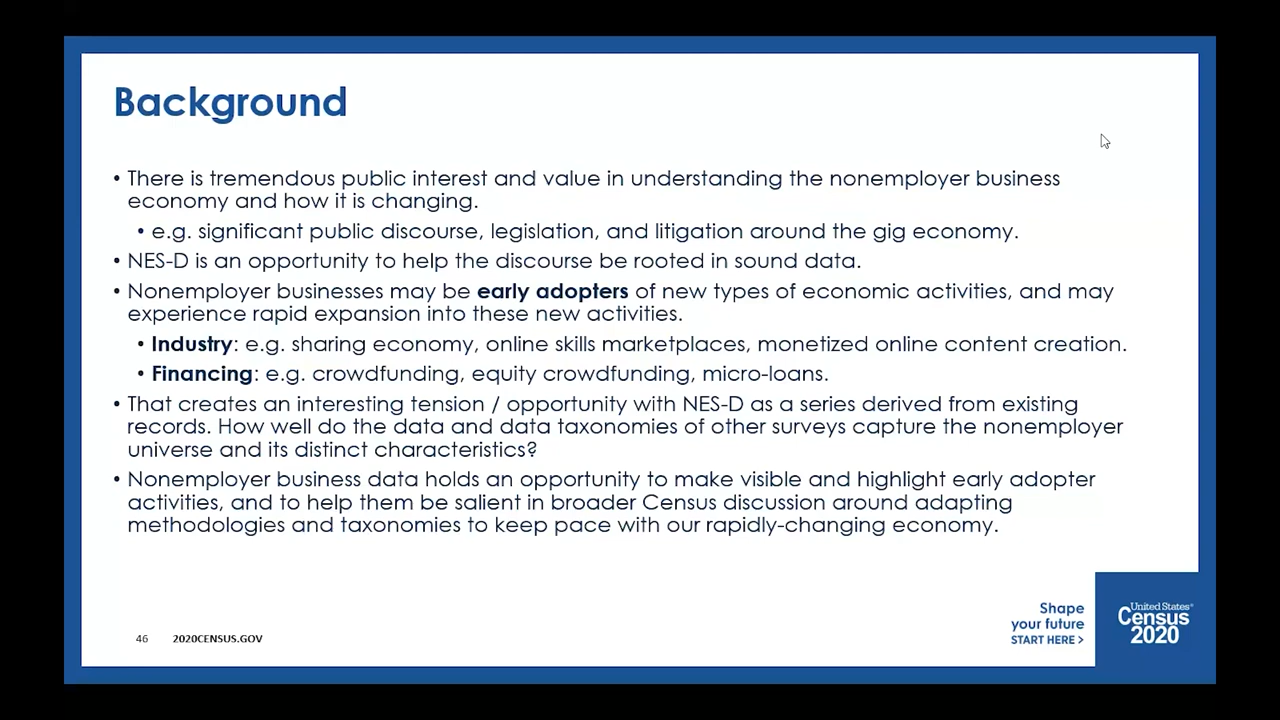 Background
• There is tremendous public interest and value in understanding the nonemployer business
economy and how it is changing.
• e.g. significant public discourse, legislation, and litigation around the gig economy.
• NES-D is an opportunity to help the discourse be rooted in sound data.
• Nonemployer businesses may be early adopters of new types of economic activities, and may
experience rapid expansion into these new activities.
• Industry: e.g. sharing economy, online skills marketplaces, monetized online content creation.
• Financing: e.g. crowdfunding, equity crowdfunding, micro-loans.
• That creates an interesting tension / opportunity with NES-D as a series derived from existing
records. How well do the data and data taxonomies of other surveys capture the nonemployer
universe and its distinct characteristics?
• Nonemployer business data holds an opportunity to make visible and highlight early adopter
activities, and to help them be salient in broader Census discussion around adapting
methodologies and taxonomies to keep pace with our rapidly-changing economy.
Shape
your future
START HERE >
United States®
Census
2020
46 2020CENSUS.GOV